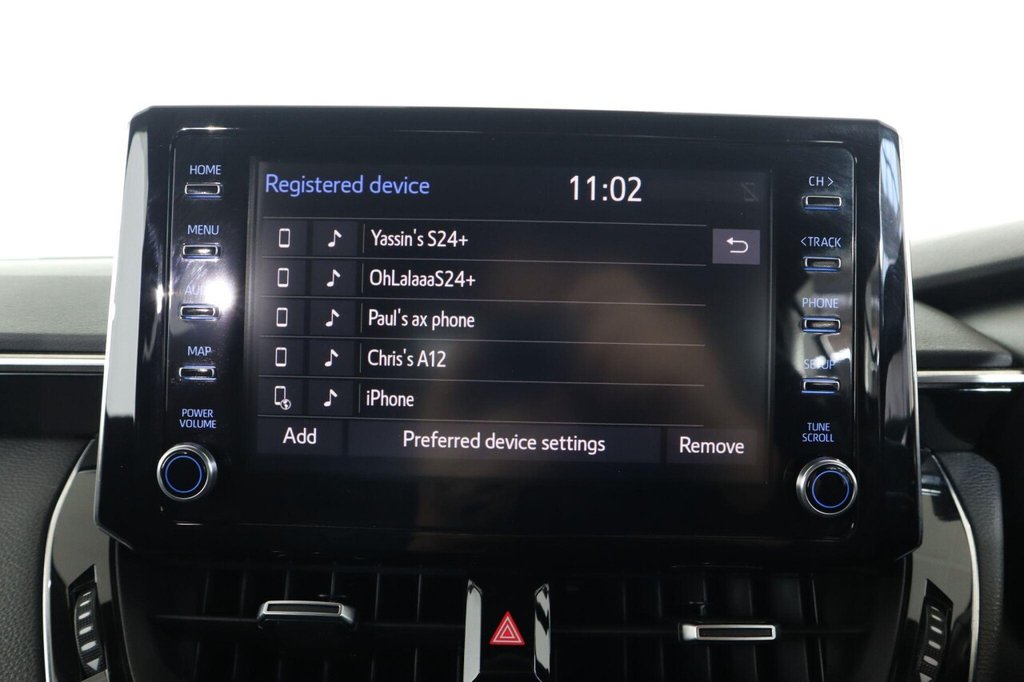 HOME
MENU
AUDIO
MAP
POWER
VOLUME
Registered device
11:02
Yassin's S24+
OhLalaaaS24+
Paul's ax phone
Chris's A12
iPhone
Add
Preferred device settings
Remove
CH >
< TRACK
PHONE
SETUP
TUNE
SCROLL